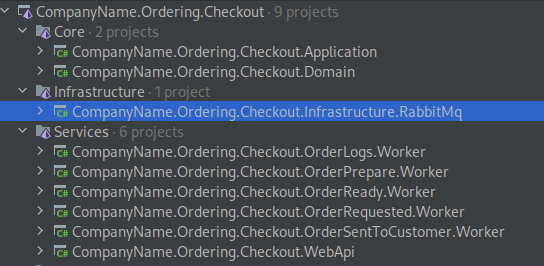 CompanyName.Ordering.Checkout · 9 projects
Core · 2 projects
C# CompanyName.Ordering.Checkout.Application
C# CompanyName.Ordering.Checkout.Domain
Infrastructure · 1 project
C# CompanyName.Ordering.Checkout.Infrastructure.RabbitMq
Services · 6 projects
C# CompanyName.Ordering.Checkout.OrderLogs.Worker
C# CompanyName.Ordering.Checkout.OrderPrepare.Worker
C# CompanyName.Ordering.Checkout.OrderReady.Worker
C# CompanyName.Ordering.Checkout.OrderRequested.Worker
C# CompanyName.Ordering.Checkout.OrderSentToCustomer.Worker
C# CompanyName.Ordering.Checkout.WebApi